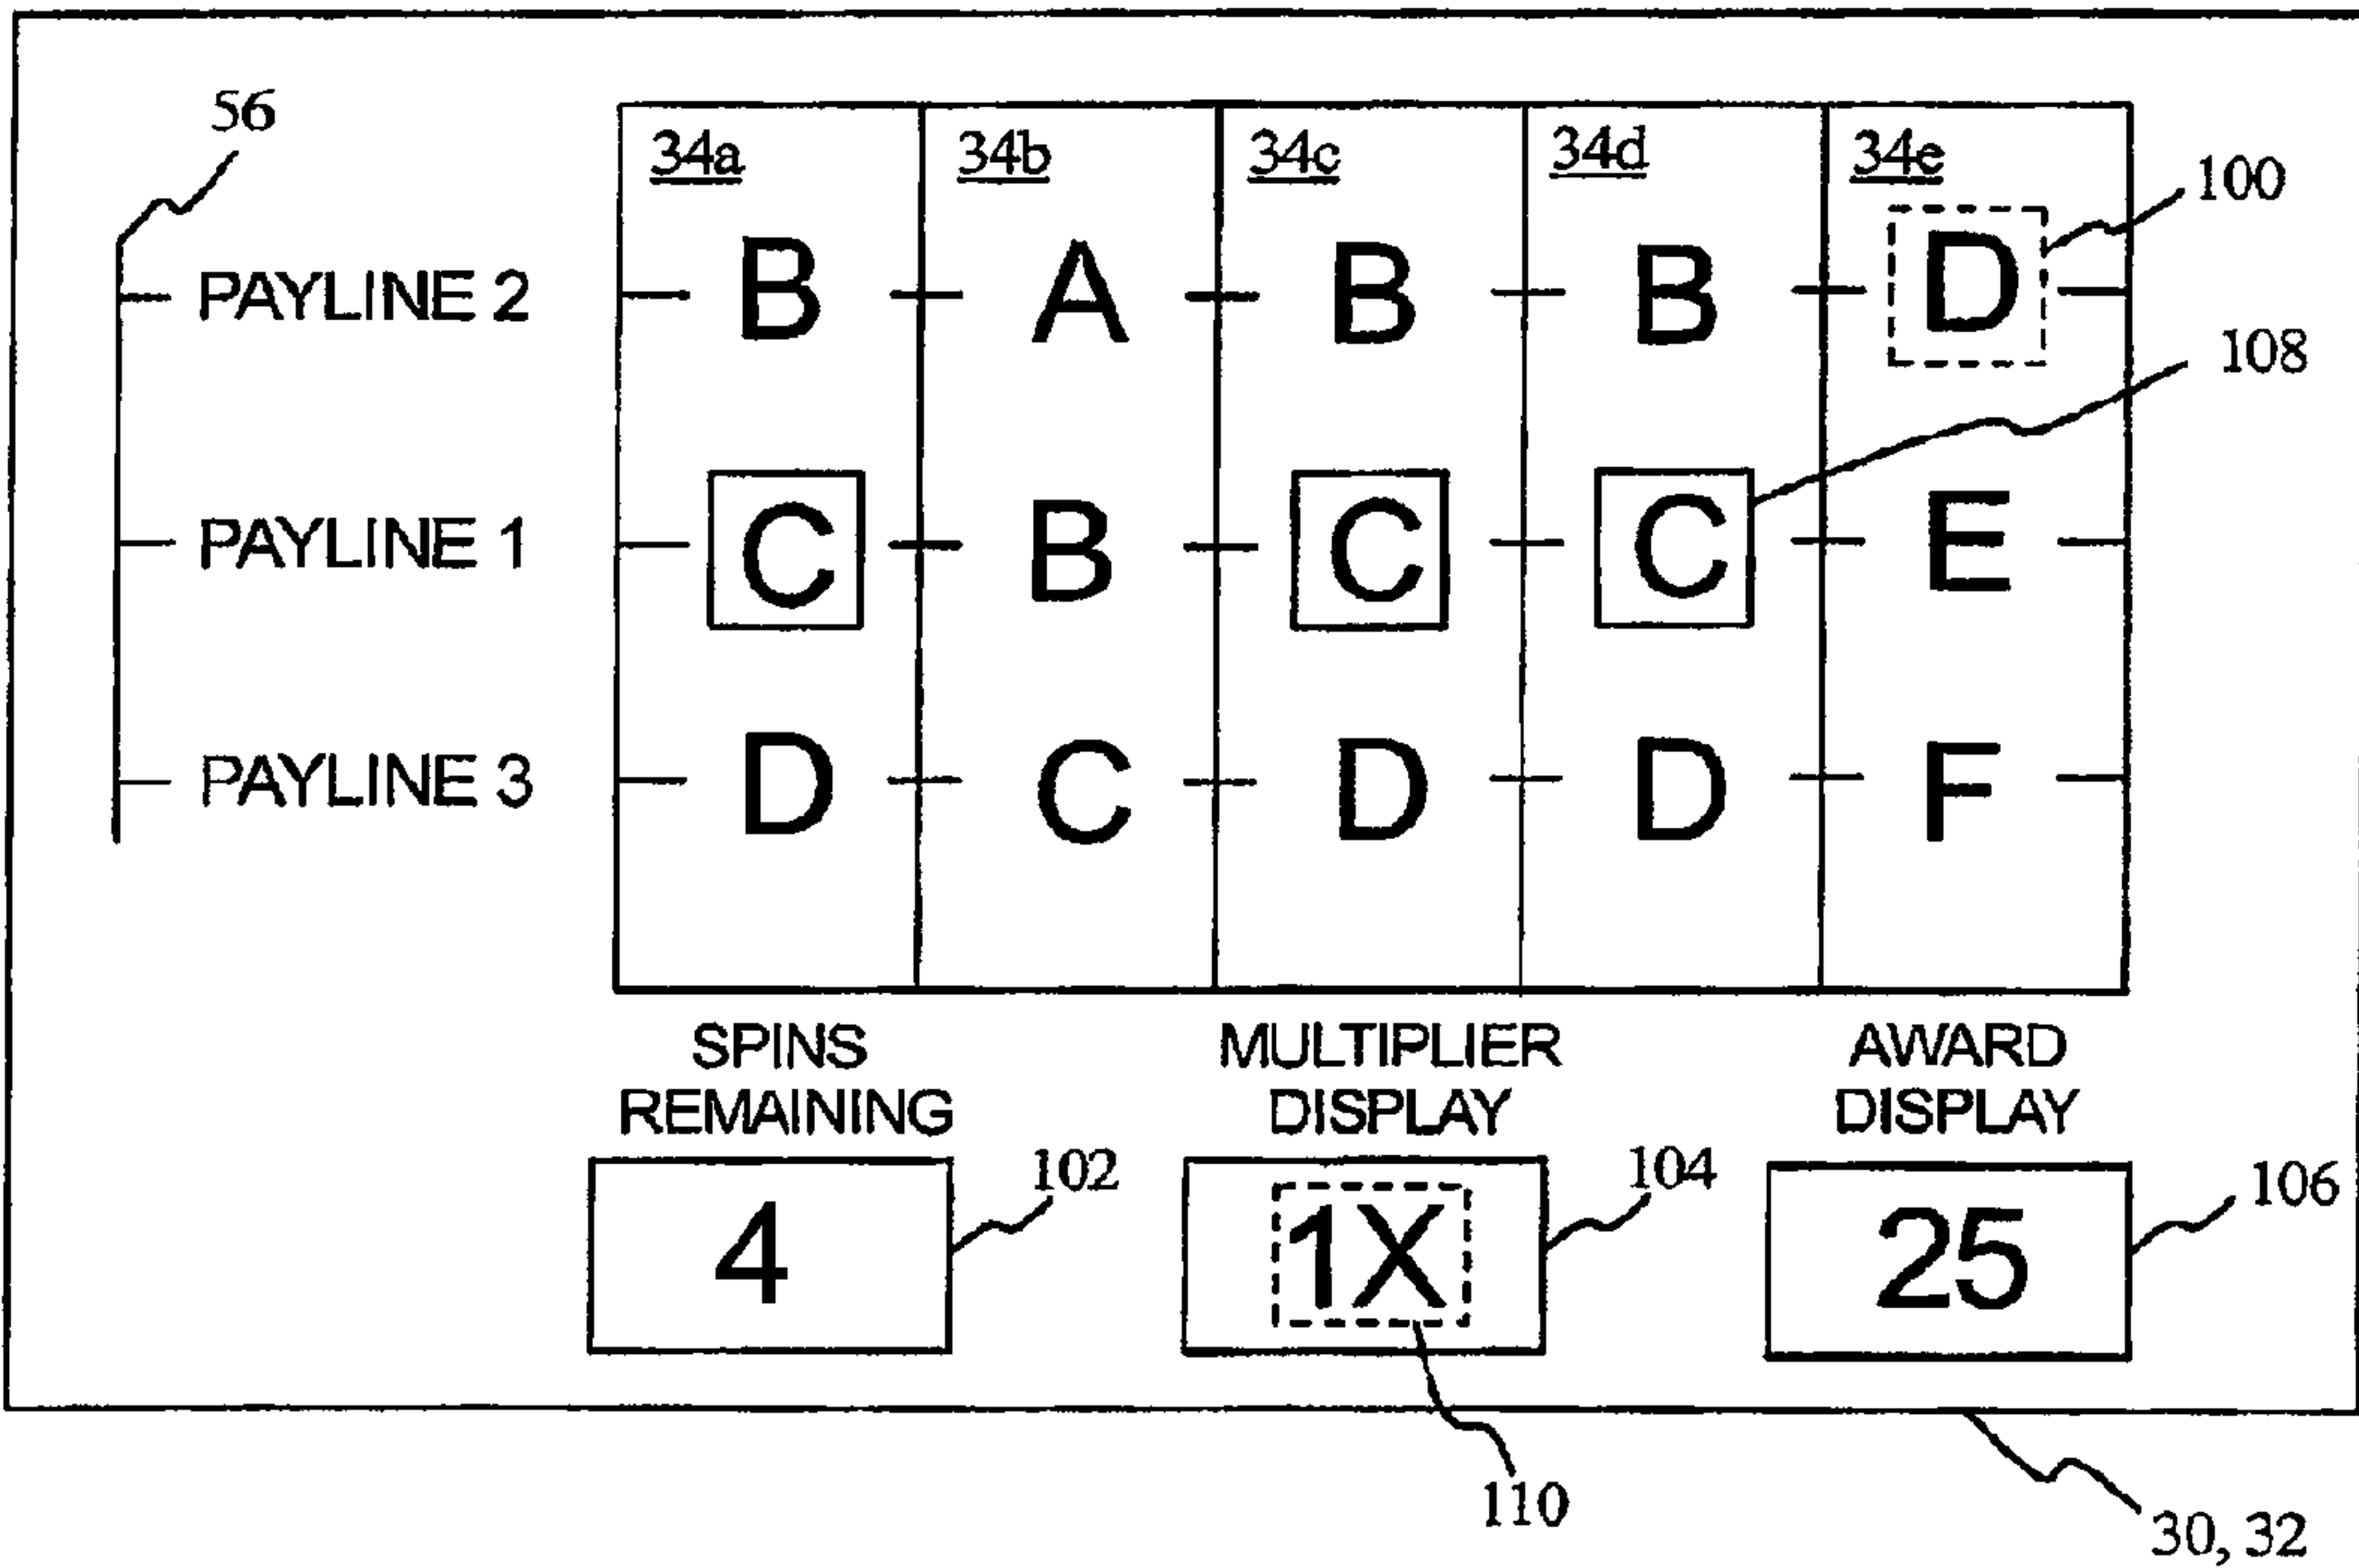 56
34a 34b 34c 34d 34e
100
PAYLINE 2 B A B B D
108
PAYLINE 1 C B C C E
PAYLINE 3 D C D D F
SPINS REMAINING
MULTIPLIER DISPLAY
AWARD DISPLAY
102
104
106
4
1X
25
110
30, 32